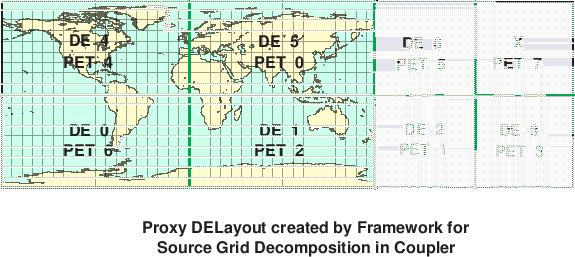 DE 4
PET 4
DE 5
PET 0
DE 6
PET 5
X
PET 7
DE 0
PET 6
DE 1
PET 2
DE 2
PET 1
PET 3
Proxy DELayout created by Framework for
Source Grid Decomposition in Coupler